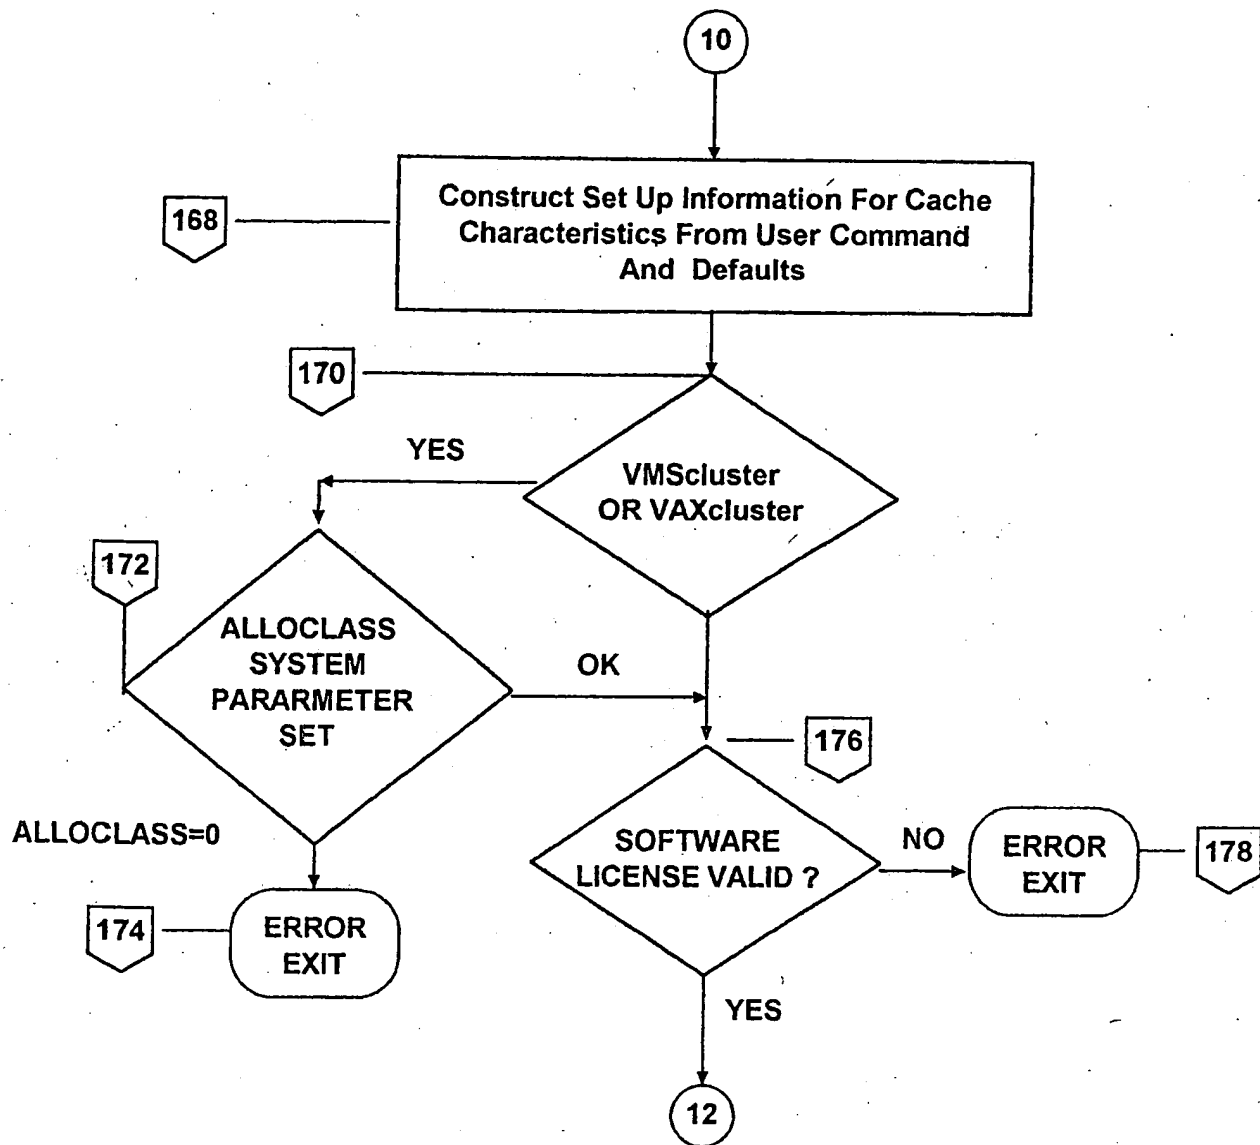 10
Construct Set Up Information For Cache
Characteristics From User Command
And Defaults
168
170
YES
VMScluster
OR VAXcluster
172
ALLOCLASS
SYSTEM
PARARMETER
SET
OK
176
ALLOCLASS=0
SOFTWARE
LICENSE VALID ?
NO
ERROR
EXIT
178
174
ERROR
EXIT
YES
12